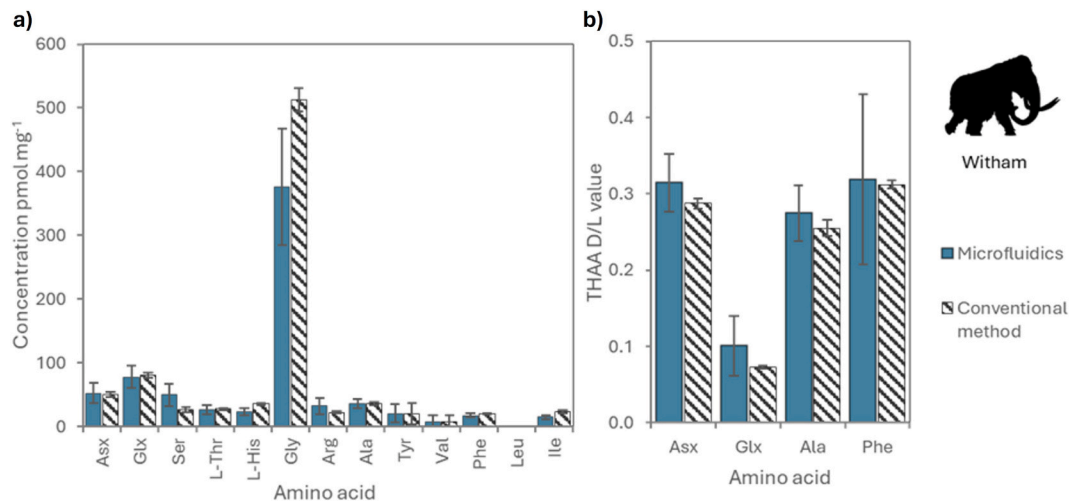 a)
Concentration pmol mg⁻¹
600
500
400
300
200
100
0
Asx
Glx
Ser
L-Thr
L-His
Gly
Arg
Ala
Tyr
Val
Phe
Leu
Ile
Amino acid
b)
THAA D/L value
0.5
0.4
0.3
0.2
0.1
0.0
Asx
Glx
Ala
Phe
Amino acid
Witham
Microfluidics
Conventional
method